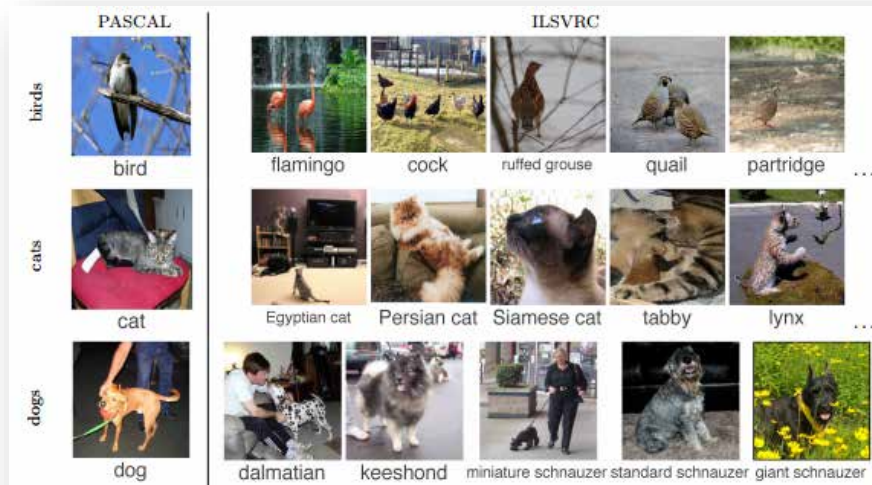 PASCAL ILSVRC
birds
bird flamingo cock ruffed grouse quail partridge ...
cats
cat Egyptian cat Persian cat Siamese cat tabby lynx ...
dogs
dog dalmatian keeshond miniature schnauzer standard schnauzer giant schnauzer